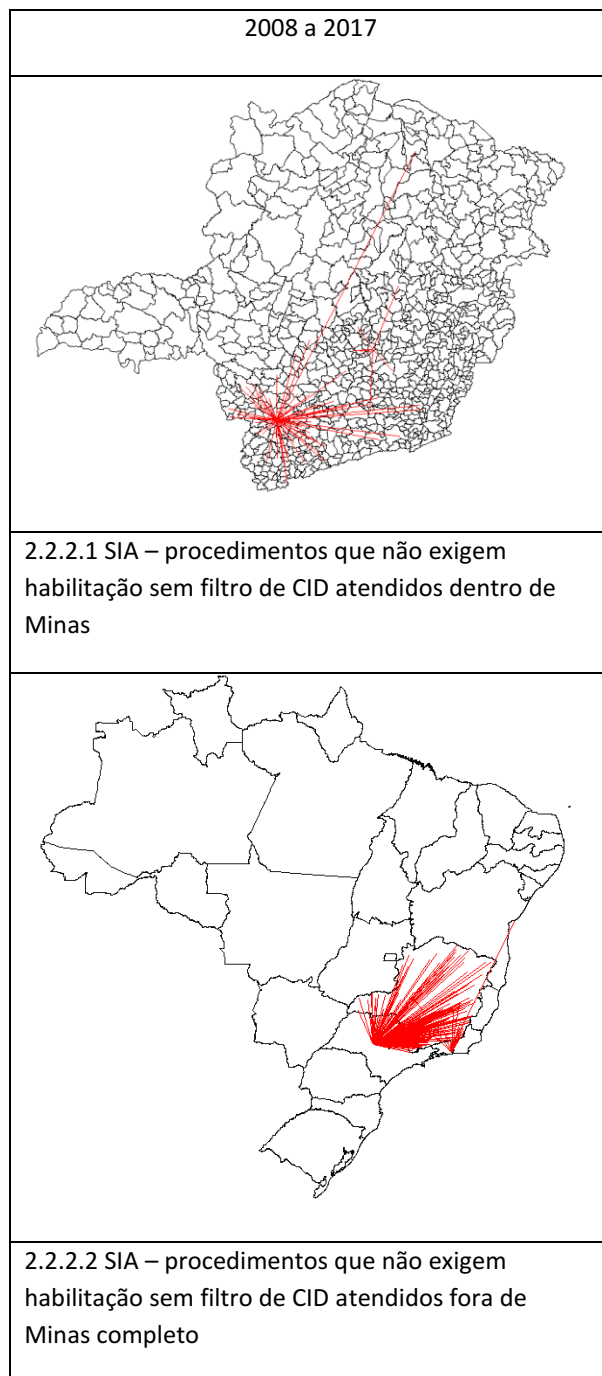 2008 a 2017
2.2.2.1 SIA – procedimentos que não exigem
habilitação sem filtro de CID atendidos dentro de
Minas
2.2.2.2 SIA – procedimentos que não exigem
habilitação sem filtro de CID atendidos fora de
Minas completo